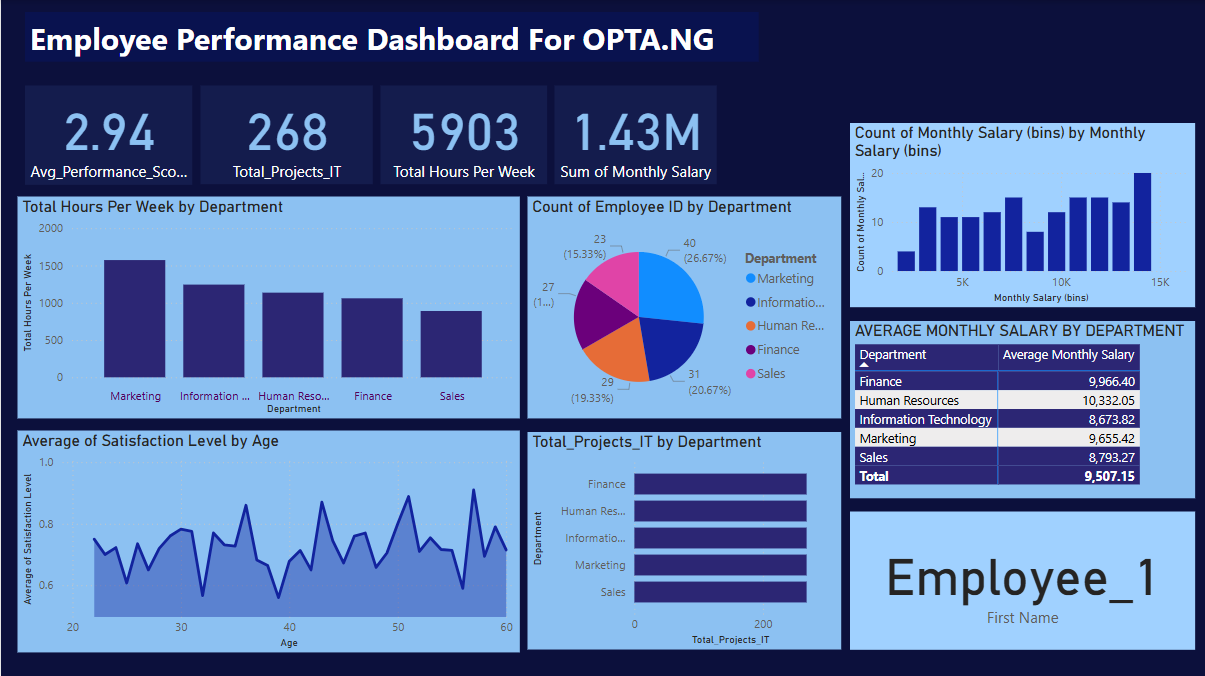 Employee Performance Dashboard For OPTA.NG
2.94
Avg_Performance_Sco...
268
Total_Projects_IT
5903
Total Hours Per Week
1.43M
Sum of Monthly Salary
Total Hours Per Week by Department
Total Hours Per Week
2000
1500
1000
500
0
Marketing
Information ...
Human Reso...
Finance
Sales
Department
Count of Employee ID by Department
40
(26.67%)
31
(20.67%)
29
(19.33%)
27
(1...)
23
(15.33%)
Department
Marketing
Informatio...
Human Re...
Finance
Sales
Count of Monthly Salary (bins) by Monthly
Salary (bins)
Count of Monthly Sal...
20
10
0
5K
10K
15K
Monthly Salary (bins)
AVERAGE MONTHLY SALARY BY DEPARTMENT
Department Average Monthly Salary
Finance 9,966.40
Human Resources 10,332.05
Information Technology 8,673.82
Marketing 9,655.42
Sales 8,793.27
Total 9,507.15
Average of Satisfaction Level by Age
Average of Satisfaction Level
1.0
0.8
0.6
20
30
40
50
60
Age
Total_Projects_IT by Department
Department
Finance
Human Res...
Informatio...
Marketing
Sales
0
200
Total_Projects_IT
Employee_1
First Name